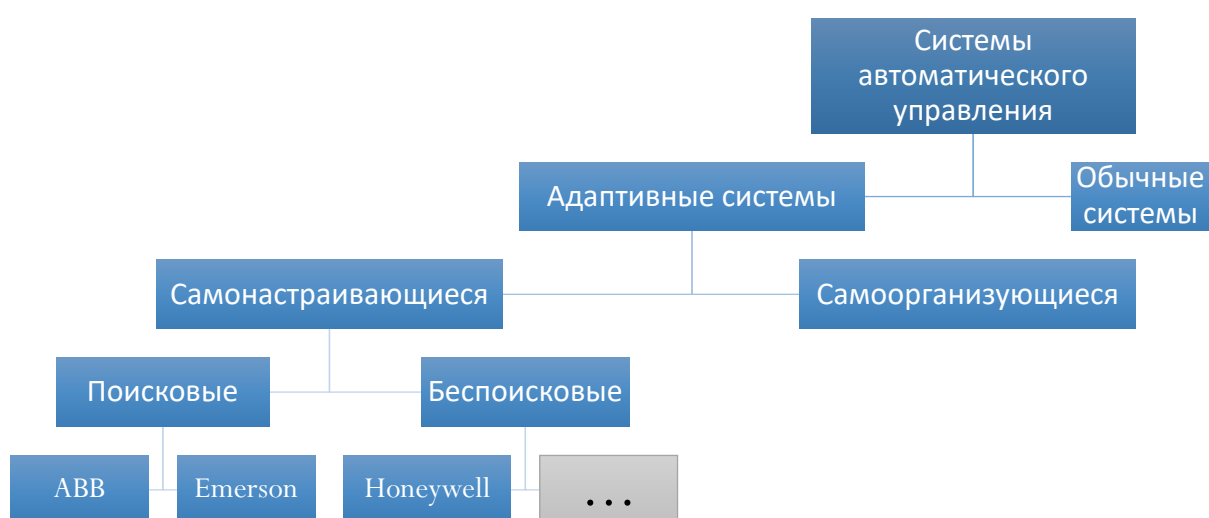 Системы
автоматического
управления
Адаптивные системы
Обычные
системы
Самонастраивающиеся
Самоорганизующиеся
Поисковые
Беспоисковые
ABB
Emerson
Honeywell
...